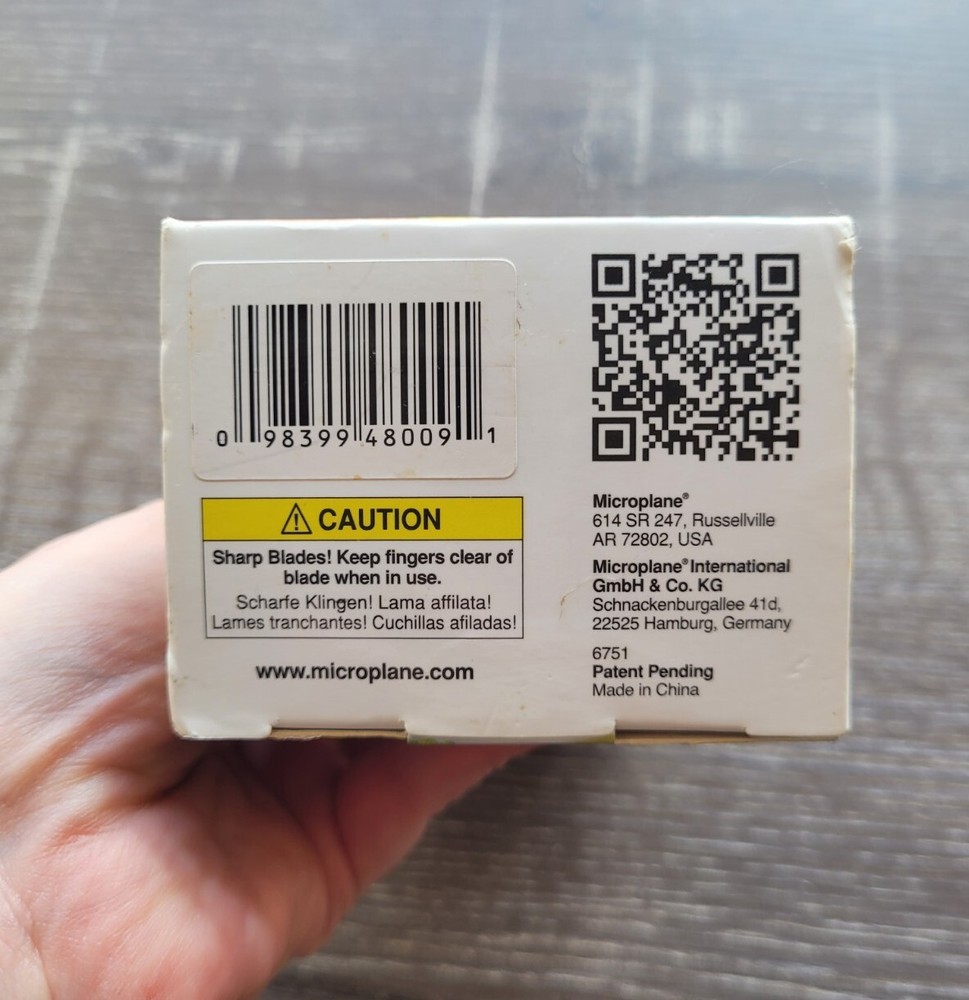 0 98399 48009 1
⚠ CAUTION
Sharp Blades! Keep fingers clear of
blade when in use.
Scharfe Klingen! Lama affilata!
Lames tranchantes! Cuchillas afiladas!
www.microplane.com
Microplane®
614 SR 247, Russellville
AR 72802, USA
Microplane® International
GmbH & Co. KG
Schnackenburgallee 41d,
22525 Hamburg, Germany
6751
Patent Pending
Made in China